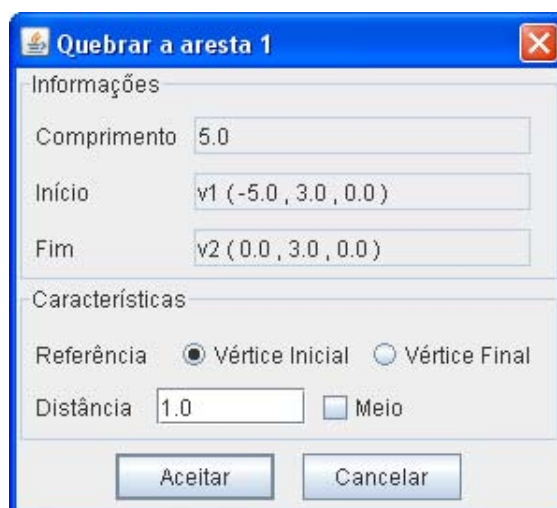 Quebrar a aresta 1
Informações
Comprimento 5.0
Início v1 ( -5.0 , 3.0 , 0.0 )
Fim v2 ( 0.0 , 3.0 , 0.0 )
Características
Referência Vértice Inicial Vértice Final
Distância 1.0 Meio
Aceitar Cancelar